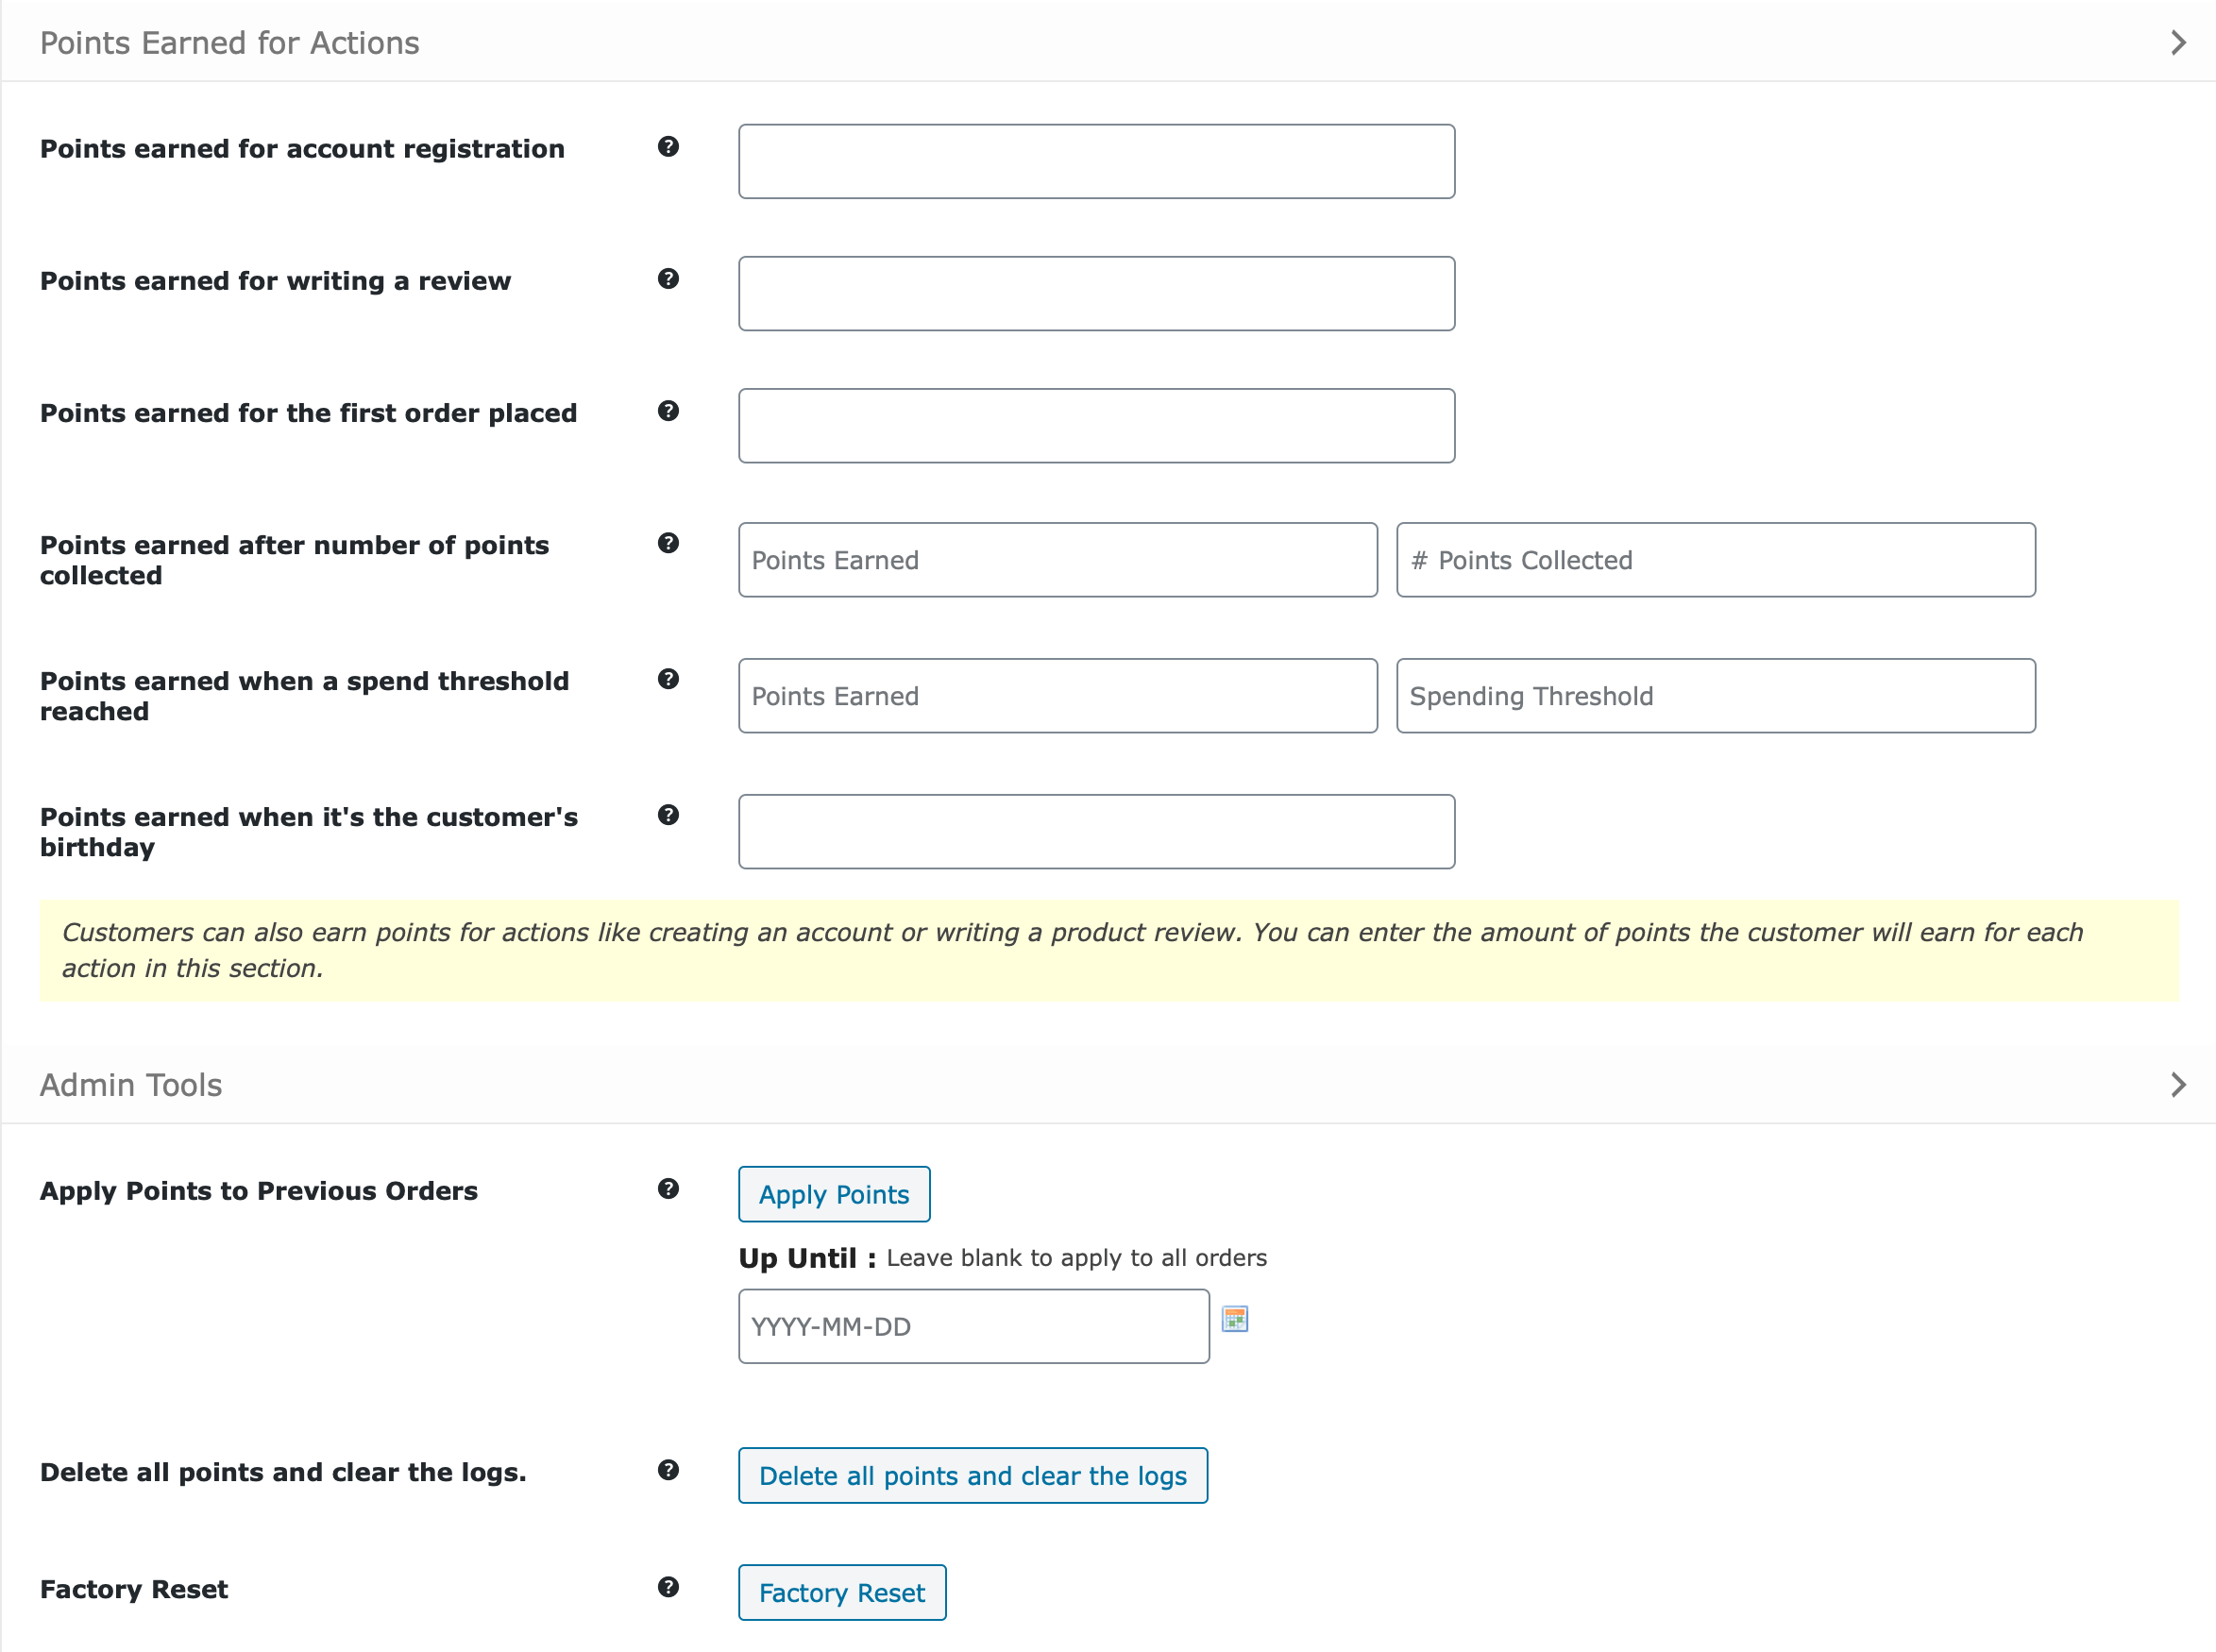 Points Earned for Actions
Points earned for account registration
Points earned for writing a review
Points earned for the first order placed
Points earned after number of points
collected
Points Earned
# Points Collected
Points earned when a spend threshold
reached
Points Earned
Spending Threshold
Points earned when it's the customer's
birthday
Customers can also earn points for actions like creating an account or writing a product review. You can enter the amount of points the customer will earn for each
action in this section.
Admin Tools
Apply Points to Previous Orders
Apply Points
Up Until : Leave blank to apply to all orders
YYYY-MM-DD
Delete all points and clear the logs.
Delete all points and clear the logs
Factory Reset
Factory Reset